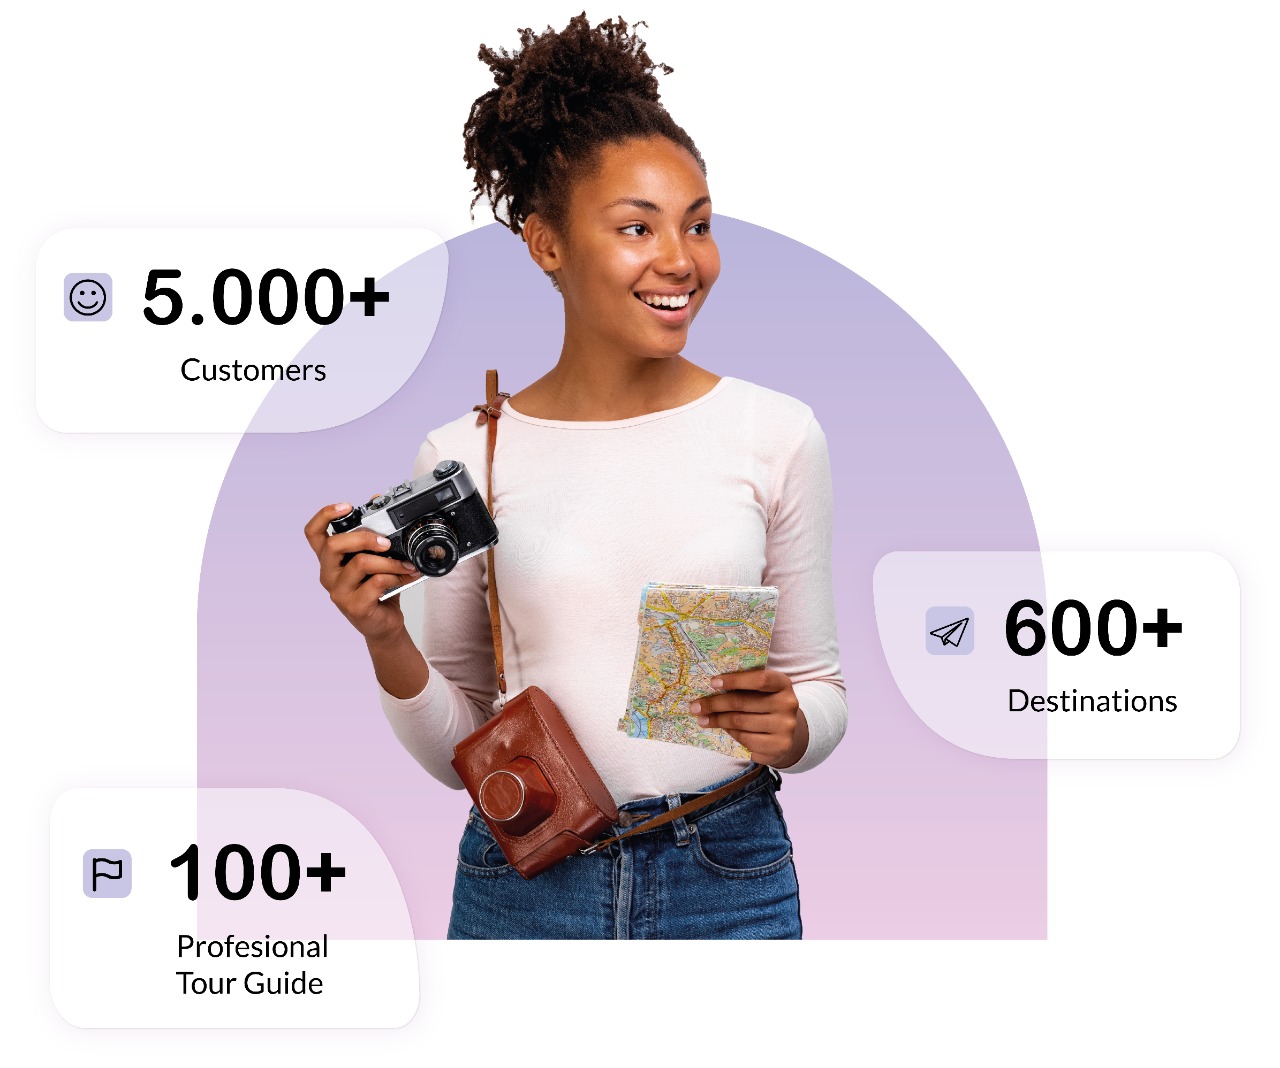 5.000+
Customers
600+
Destinations
100+
Profesional
Tour Guide